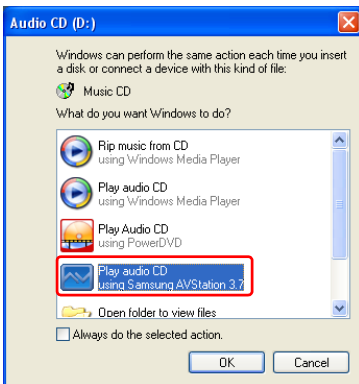 Audio CD (D:)
Windows can perform the same action each time you insert
a disk or connect a device with this kind of file:
Music CD
What do you want Windows to do?
Rip music from CD
using Windows Media Player
Play audio CD
using Windows Media Player
Play Audio CD
using PowerDVD
Play audio CD
using Samsung AVStation 3.7
Open folder to view files
Always do the selected action.
OK Cancel